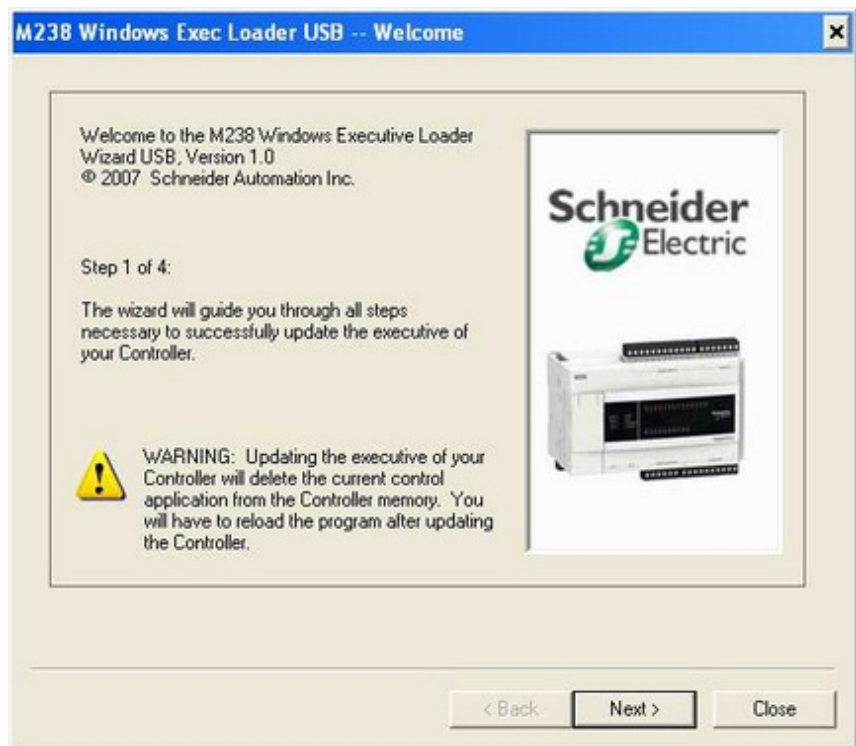 M238 Windows Exec Loader USB -- Welcome
Welcome to the M238 Windows Executive Loader
Wizard USB, Version 1.0
© 2007 Schneider Automation Inc.
Schneider
Electric
Step 1 of 4:
The wizard will guide you through all steps
necessary to successfully update the executive of
your Controller.
WARNING: Updating the executive of your
Controller will delete the current control
application from the Controller memory. You
will have to reload the program after updating
the Controller.
< Back
Next >
Close